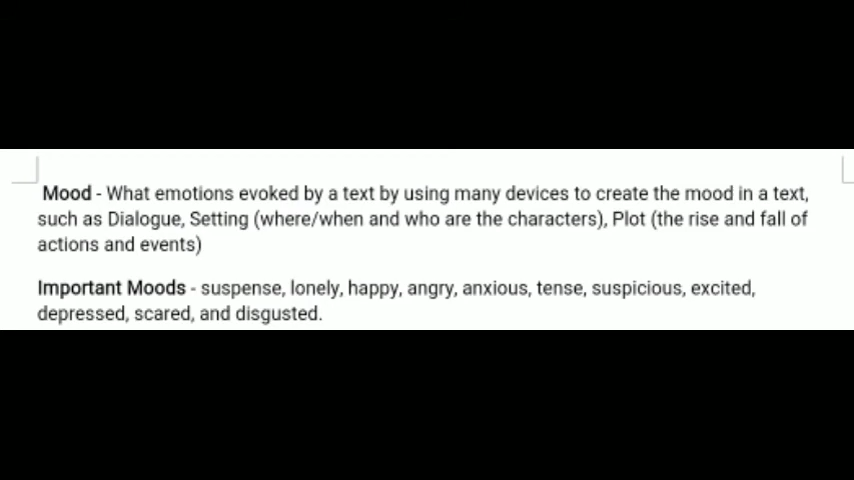 Mood - What emotions evoked by a text by using many devices to create the mood in a text,
such as Dialogue, Setting (where/when and who are the characters), Plot (the rise and fall of
actions and events)
Important Moods - suspense, lonely, happy, angry, anxious, tense, suspicious, excited,
depressed, scared, and disgusted.